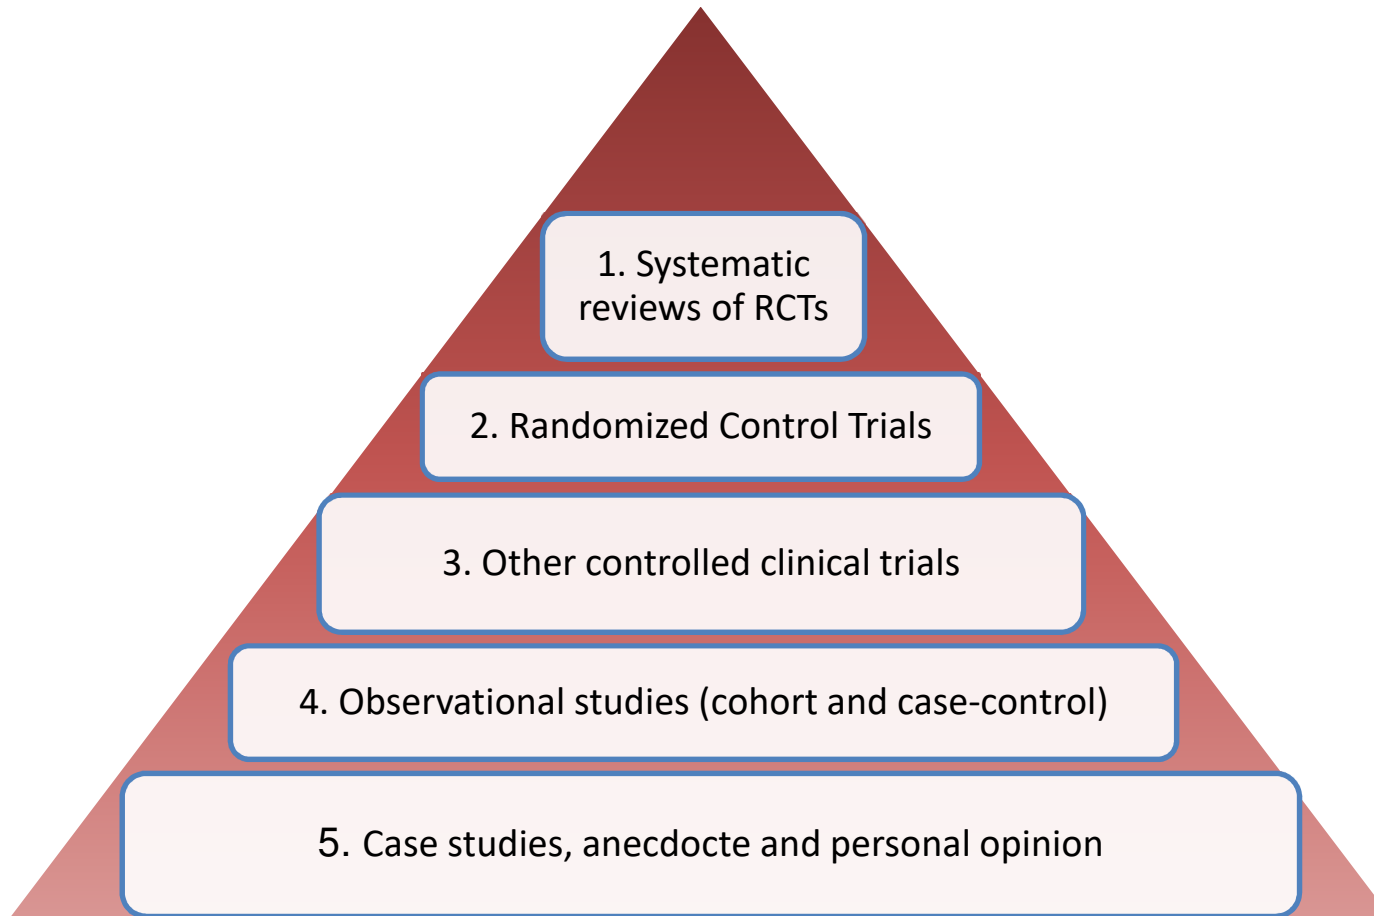 1. Systematic
reviews of RCTs
2. Randomized Control Trials
3. Other controlled clinical trials
4. Observational studies (cohort and case-control)
5. Case studies, anecdocte and personal opinion